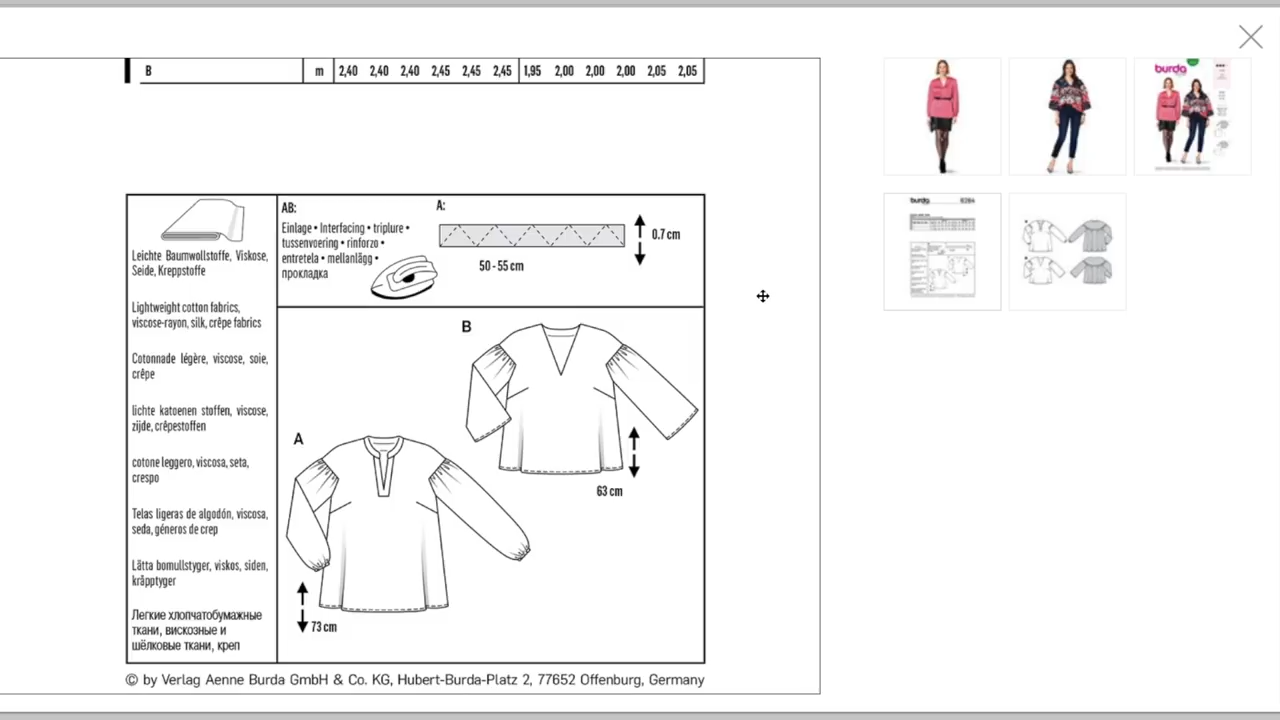 B m 2,40 2,40 2,40 2,45 2,45 2,45 1,95 2,00 2,00 2,00 2,05 2,05
Leichte Baumwollstoffe, Viskose,
Seide, Kreppstoffe
Lightweight cotton fabrics,
viscose-rayon, silk, crêpe fabrics
Cotonnade légère, viscose, soie,
crêpe
lichte katoenen stoffen, viscose,
zijde, crêpestoffen
cotone leggero, viscosa, seta,
crespo
Telas ligeras de algodón, viscosa,
seda, géneros de crep
Lätta bomullstyger, viskos, siden,
kräpptyger
Легкие хлопчатобумажные
ткани, вискозные и
шёлковые ткани, креп
AB:
Einlage • Interfacing • triplure •
tussenvoering • rinforzo •
entretela • mellanlägg •
прокладка
A:
0.7 cm
50 - 55 cm
B
63 cm
A
73 cm
© by Verlag Aenne Burda GmbH & Co. KG, Hubert-Burda-Platz 2, 77652 Offenburg, Germany
burda
burda 6284